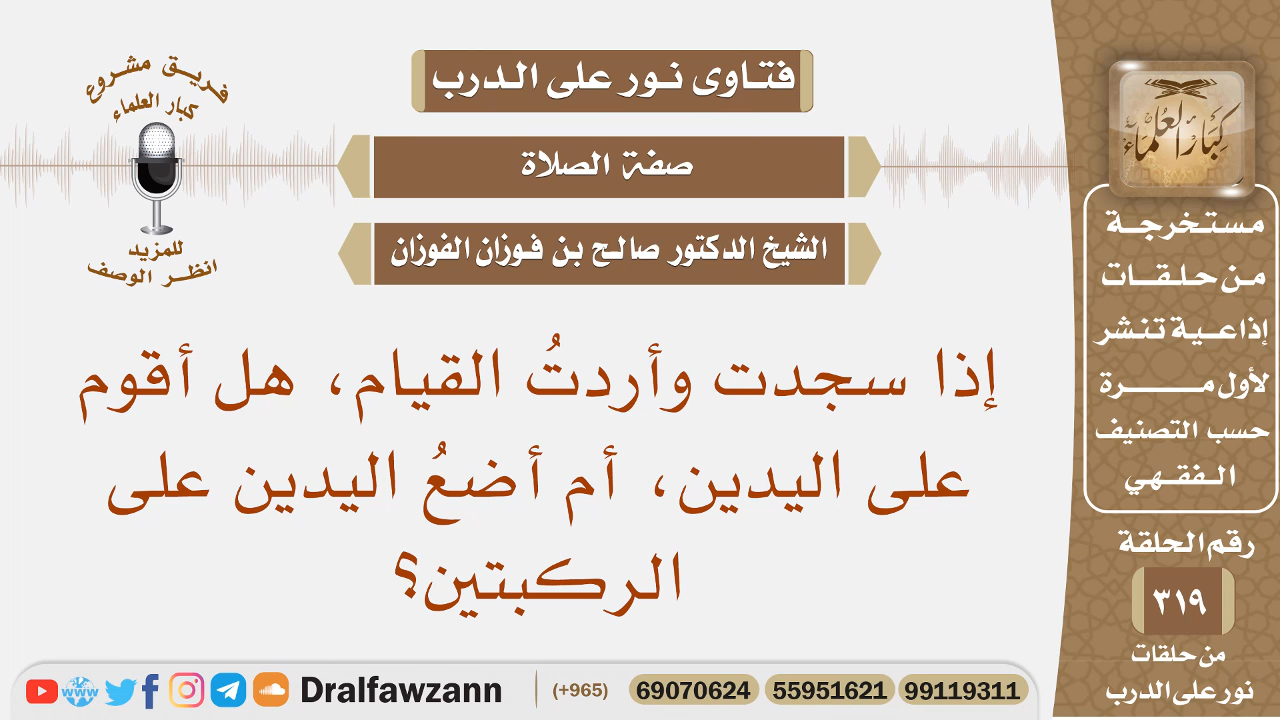 فريق مشروع
كبار العلماء
للمزيد
انظر الوصف
فتاوى نور على الدرب
صفة الصلاة
الشيخ الدكتور صالح بن فوزان الفوزان
إذا سجدت وأردتُ القيام، هل أقوم
على اليدين، أم أضعُ اليدين على
الركبتين؟
كبار العلماء
مستخرجة
من حلقات
إذاعية تنشر
لأول مرة
حسب التصنيف
الفقهي
رقم الحلقة
٣١٩
من حلقات
نور على الدرب
www Dralfawzann (+965) 69070624 55951621 99119311